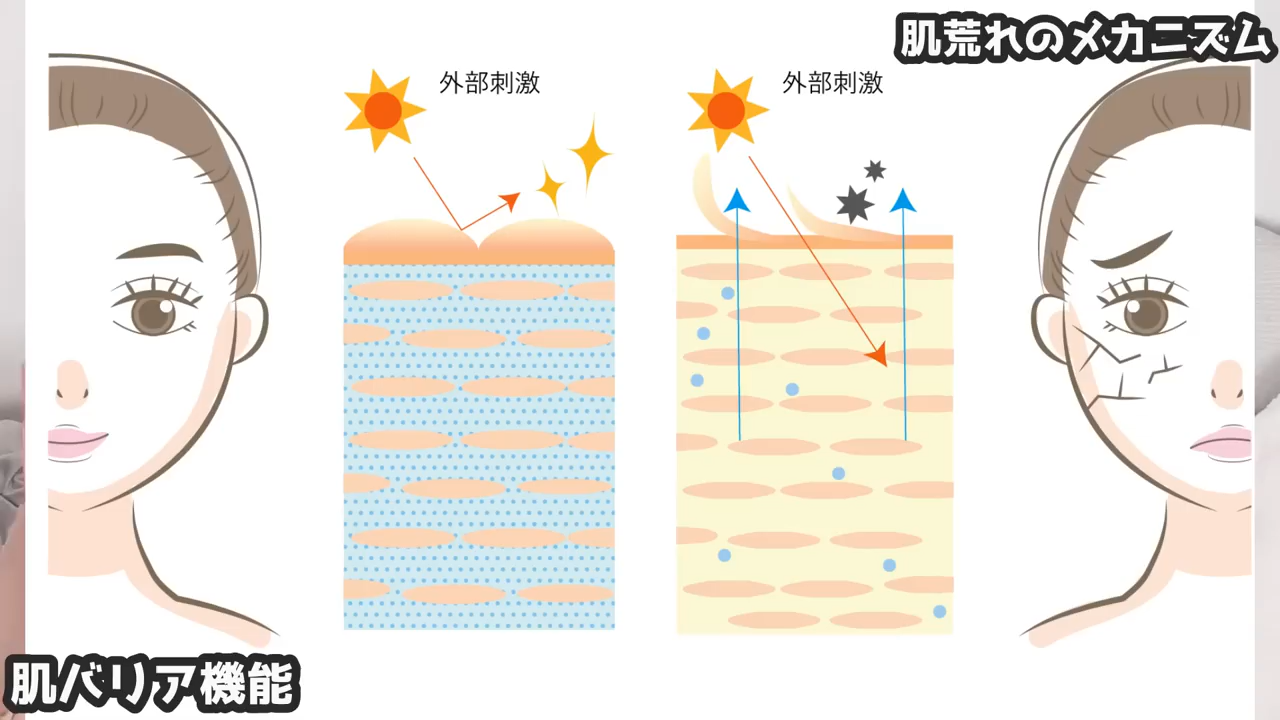 肌荒れのメカニズム
外部刺激
外部刺激
肌バリア機能